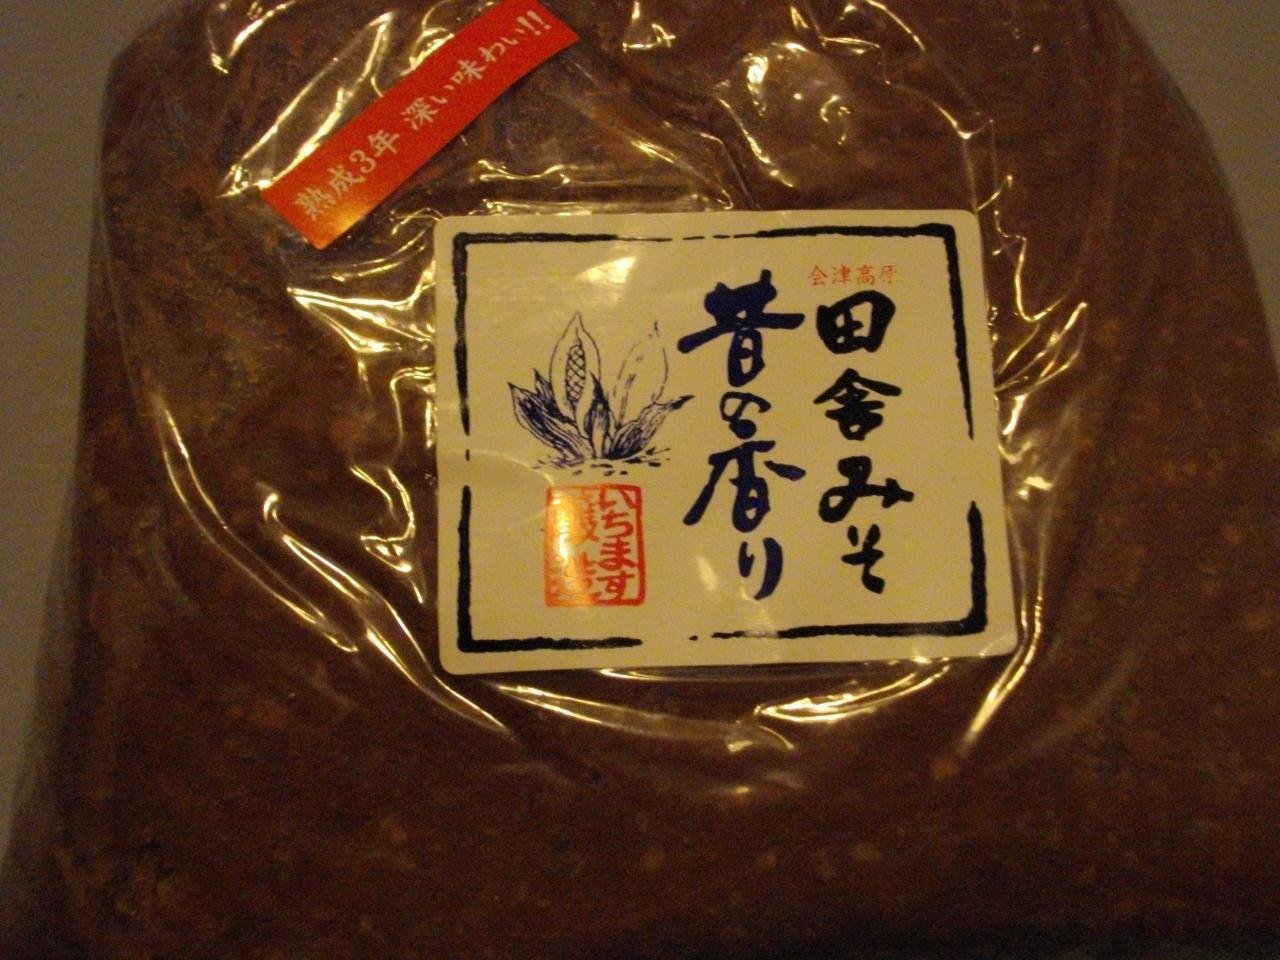 熟成3年 深い味わい!!
会津高原
田舎みそ
昔の香り
いちます
醸造